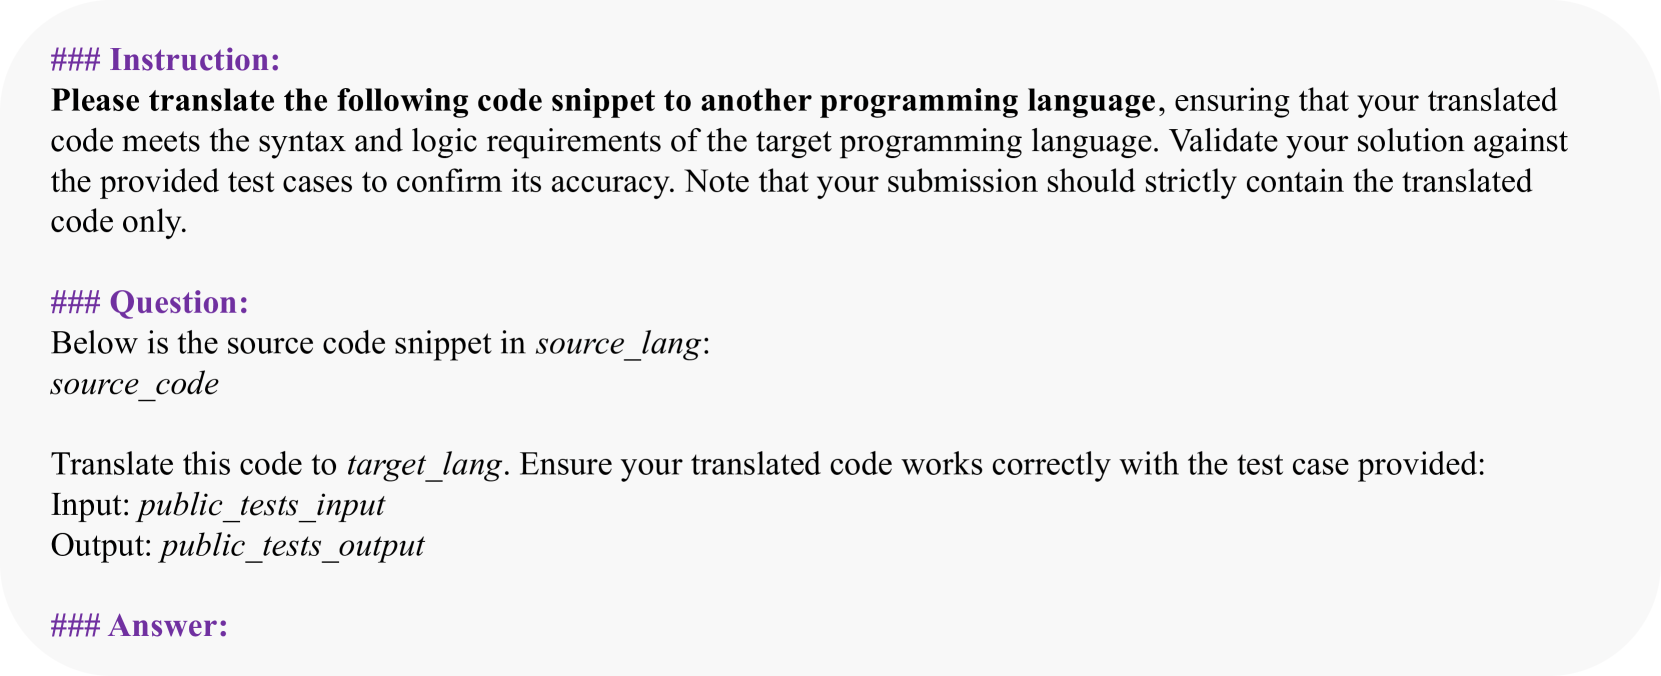 ### Instruction:
Please translate the following code snippet to another programming language, ensuring that your translated
code meets the syntax and logic requirements of the target programming language. Validate your solution against
the provided test cases to confirm its accuracy. Note that your submission should strictly contain the translated
code only.
### Question:
Below is the source code snippet in source_lang:
source_code
Translate this code to target_lang. Ensure your translated code works correctly with the test case provided:
Input: public_tests_input
Output: public_tests_output
### Answer: